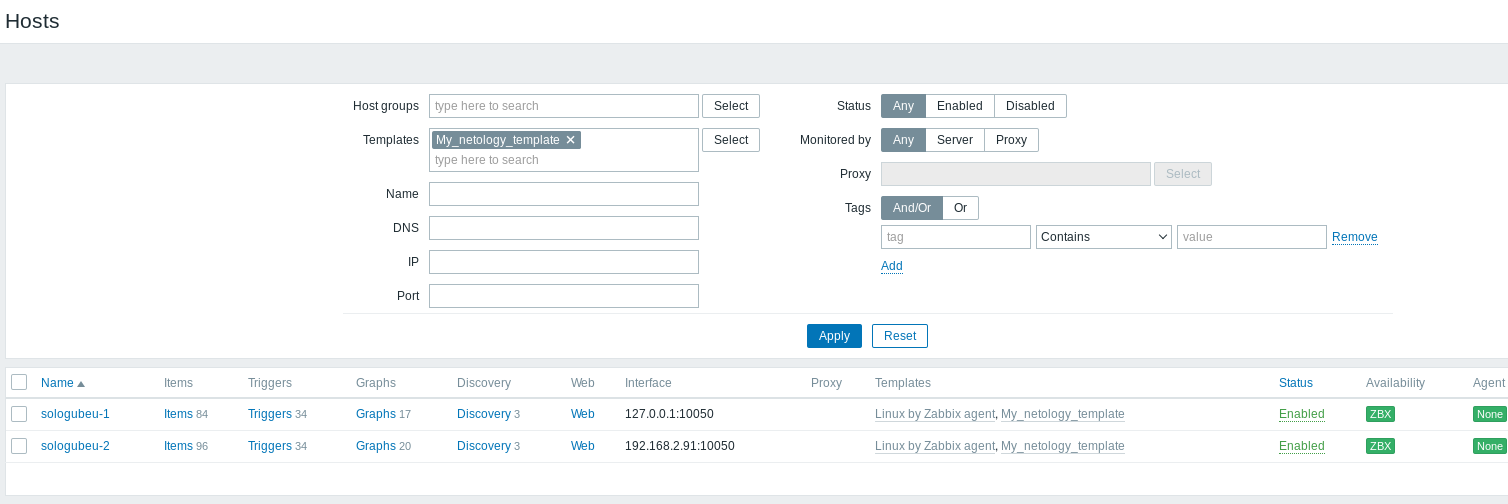 Hosts
Host groups type here to search Select
Templates My_netology_template Select
type here to search
Name
DNS
IP
Port
Status Any Enabled Disabled
Monitored by Any Server Proxy
Proxy Select
Tags And/Or Or
tag Contains value Remove
Add
Apply Reset
Name Items Triggers Graphs Discovery Web Interface Proxy Templates Status Availability Agent
sologubeu-1 Items 84 Triggers 34 Graphs 17 Discovery 3 Web 127.0.0.1:10050 Linux by Zabbix agent, My_netology_template Enabled ZBX None
sologubeu-2 Items 96 Triggers 34 Graphs 20 Discovery 3 Web 192.168.2.91:10050 Linux by Zabbix agent, My_netology_template Enabled ZBX None